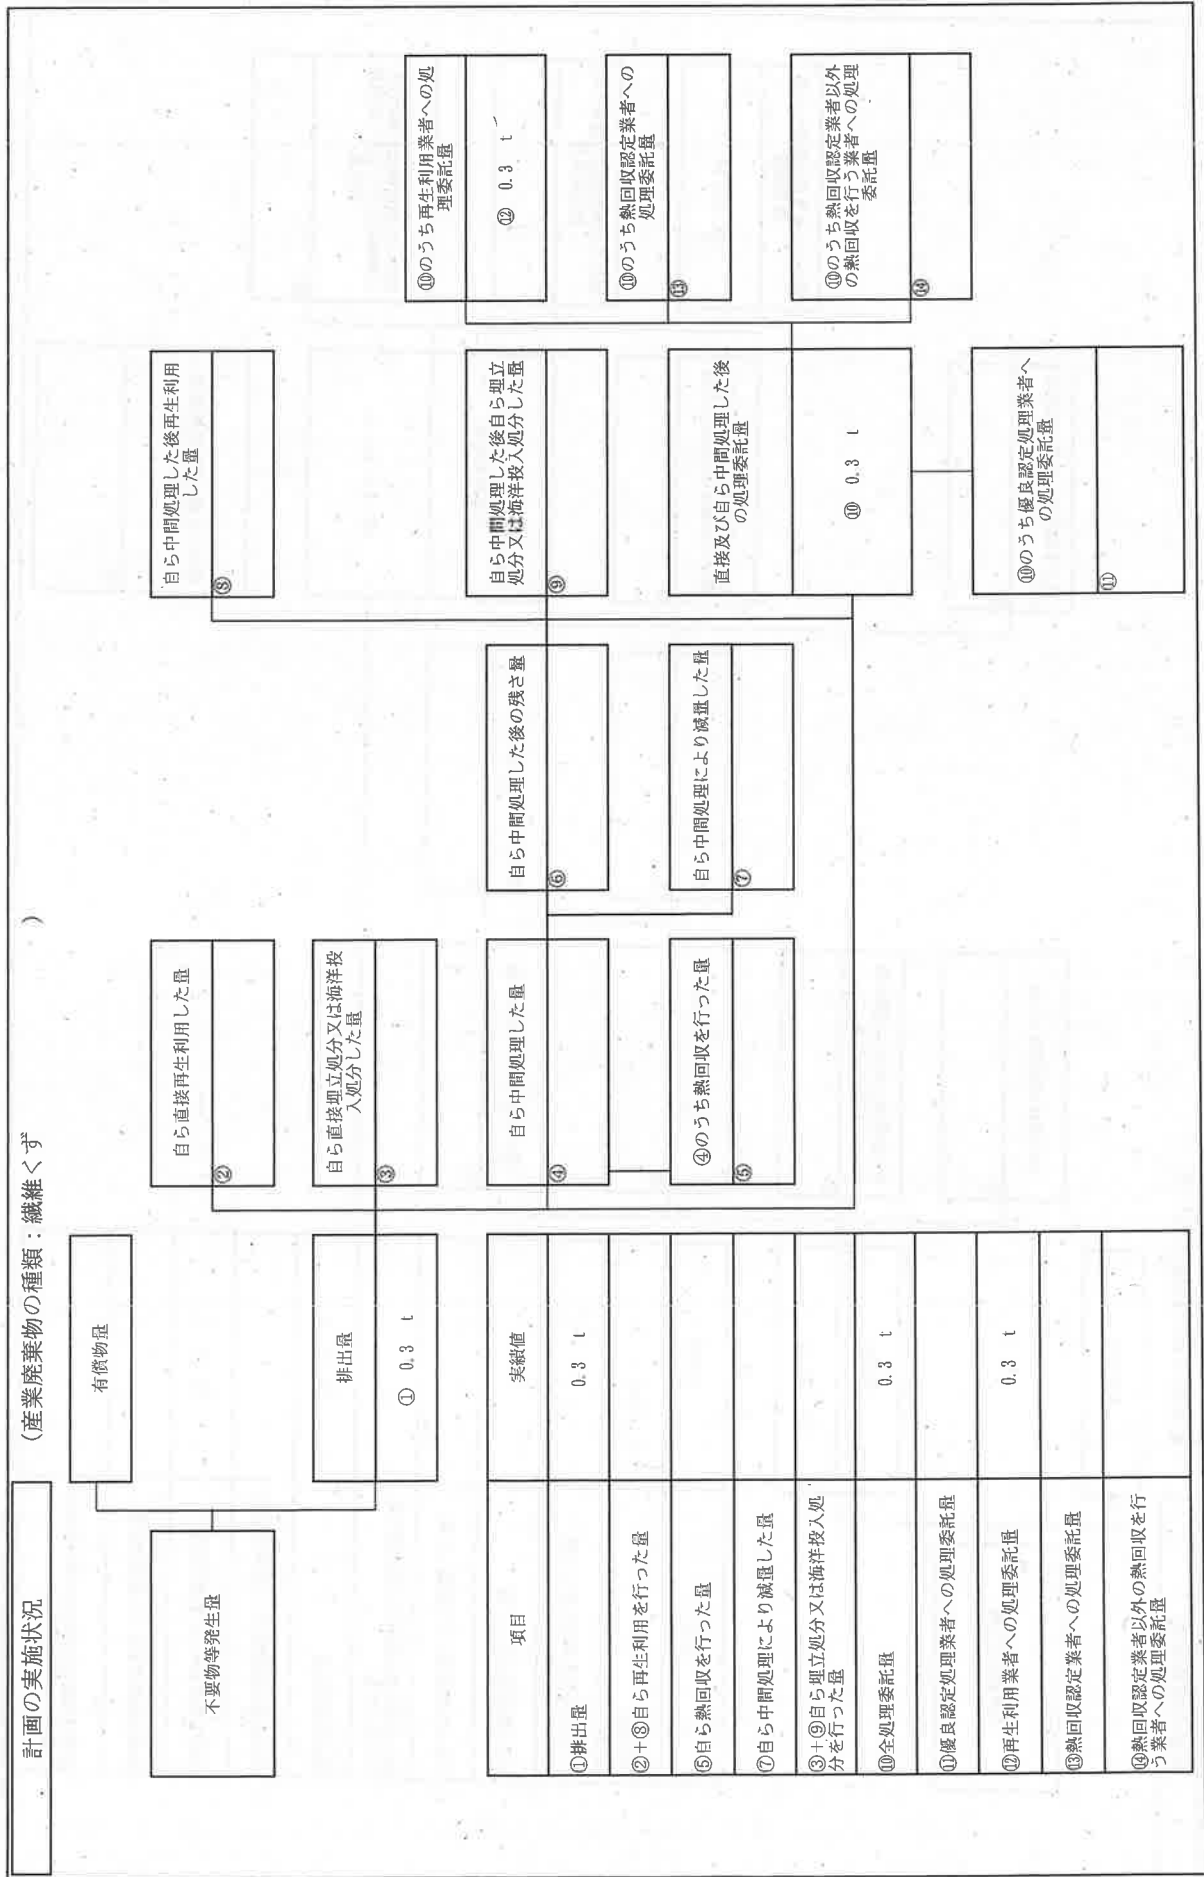 計画の実施状況
(産業廃棄物の種類：繊維くず
)
不要物等発生量
有償物量
排出量
① 0.3 t
自ら直接再生利用した量
②
自ら直接埋立処分又は海洋投
入処分した量
③
自ら中間処理した量
④
④のうち熱回収を行った量
⑤
自ら中間処理した後の残さ量
⑥
自ら中間処理により減量した量
⑦
自ら中間処理した後再生利用
した量
⑧
自ら中間処理した後自ら埋立
処分又は海洋投入処分した量
⑨
直接及び自ら中間処理した後
の処理委託量
⑩ 0.3 t
⑩のうち優良認定処理業者へ
の処理委託量
⑪
⑩のうち再生利用業者への処
理委託量
⑫ 0.3 t
⑩のうち熱回収認定業者への
処理委託量
⑬
⑩のうち熱回収認定業者以外
の熱回収を行う業者への処理
委託量
⑭
項目
実績値
①排出量
0.3 t
②+⑧自ら再生利用を行った量
⑤自ら熱回収を行った量
⑦自ら中間処理により減量した量
③+⑨自ら埋立処分又は海洋投入処
分を行った量
⑩全処理委託量
0.3 t
⑪優良認定処理業者への処理委託量
⑫再生利用業者への処理委託量
0.3 t
⑬熱回収認定業者への処理委託量
⑭熱回収認定業者以外の熱回収を行
う業者への処理委託量